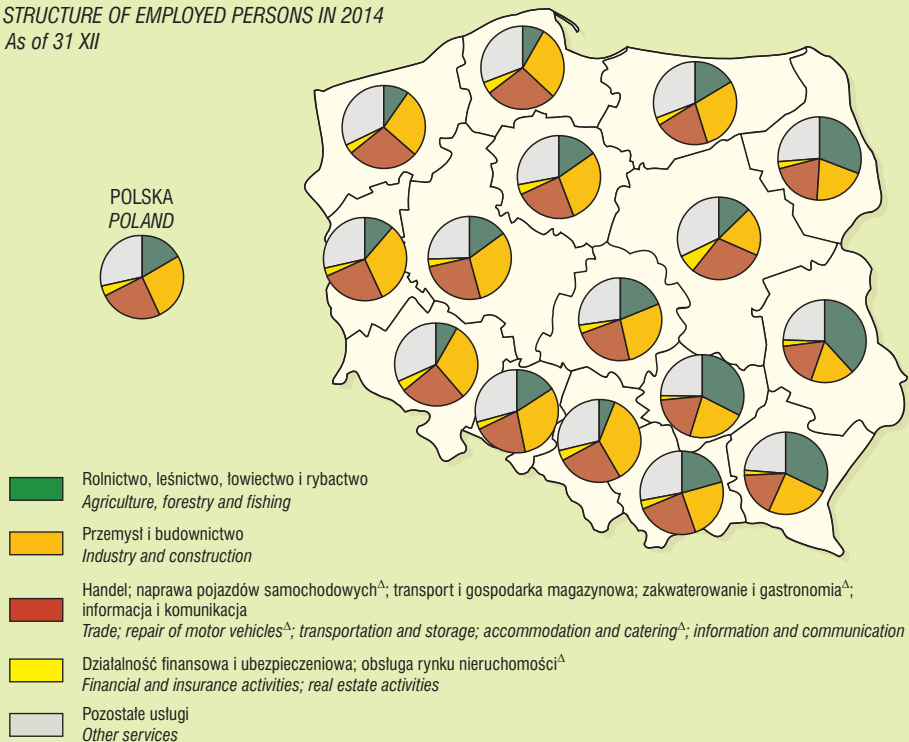 STRUCTURE OF EMPLOYED PERSONS IN 2014
As of 31 XII
POLSKA
POLAND
Rolnictwo, leśnictwo, łowiectwo i rybactwo
Agriculture, forestry and fishing
Przemysł i budownictwo
Industry and construction
Handel; naprawa pojazdów samochodowych^Δ; transport i gospodarka magazynowa; zakwaterowanie i gastronomia^Δ;
informacja i komunikacja
Trade; repair of motor vehicles^Δ; transportation and storage; accommodation and catering^Δ; information and communication
Działalność finansowa i ubezpieczeniowa; obsługa rynku nieruchomości^Δ
Financial and insurance activities; real estate activities
Pozostałe usługi
Other services